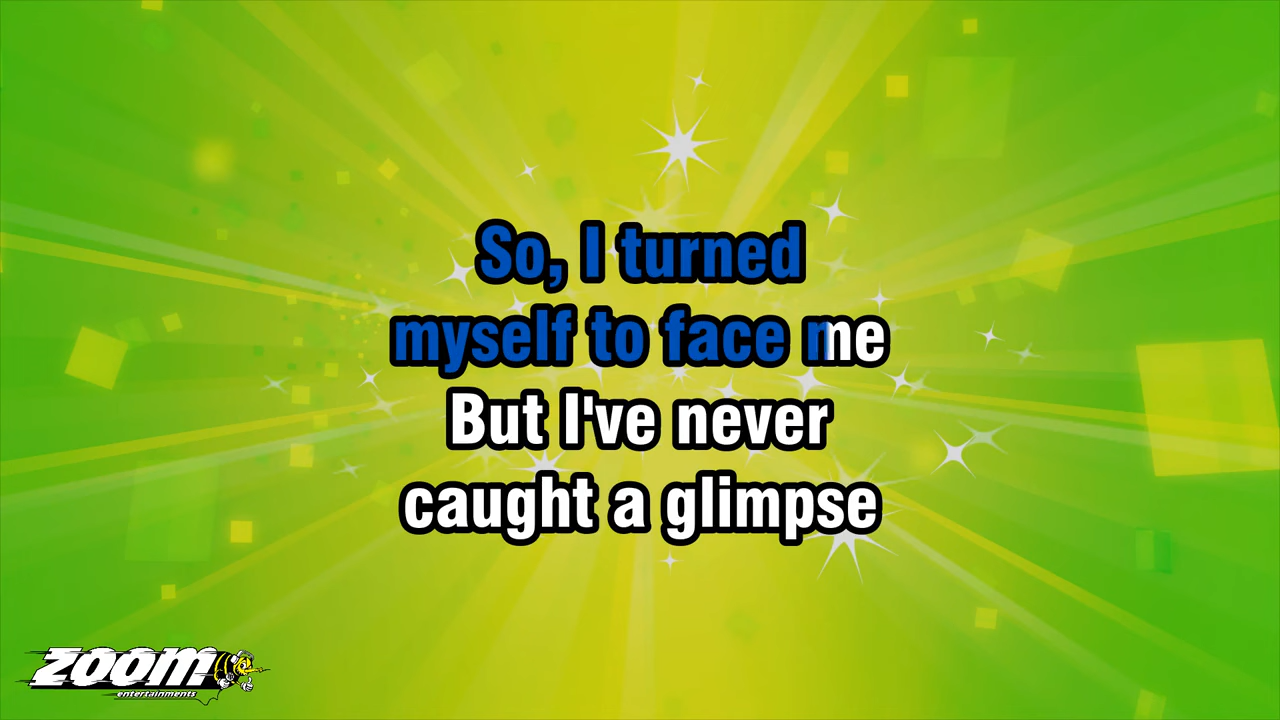 So, I turned
myself to face me
But I've never
caught a glimpse
ZOOM
entertainments